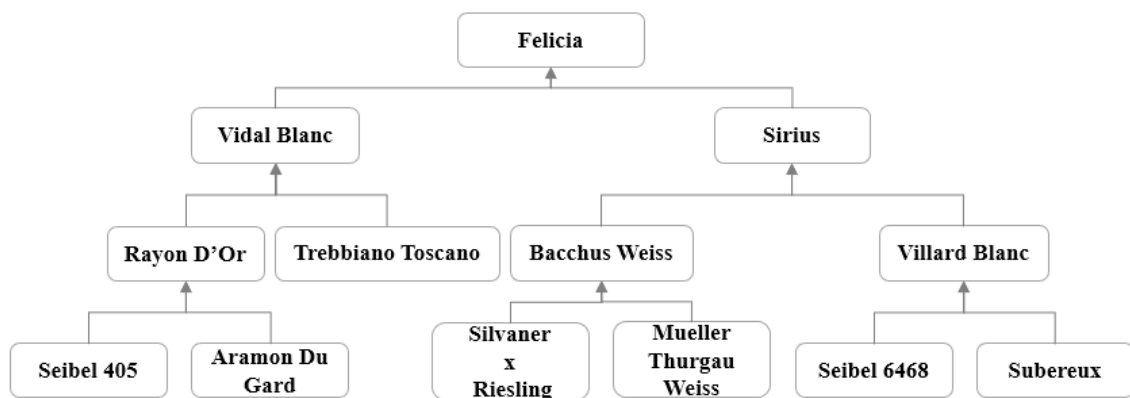 Felicia
Vidal Blanc
Sirius
Rayon D’Or
Trebbiano Toscano
Bacchus Weiss
Villard Blanc
Seibel 405
Aramon Du
Gard
Silvaner
x
Riesling
Mueller
Thurgau
Weiss
Seibel 6468
Subereux